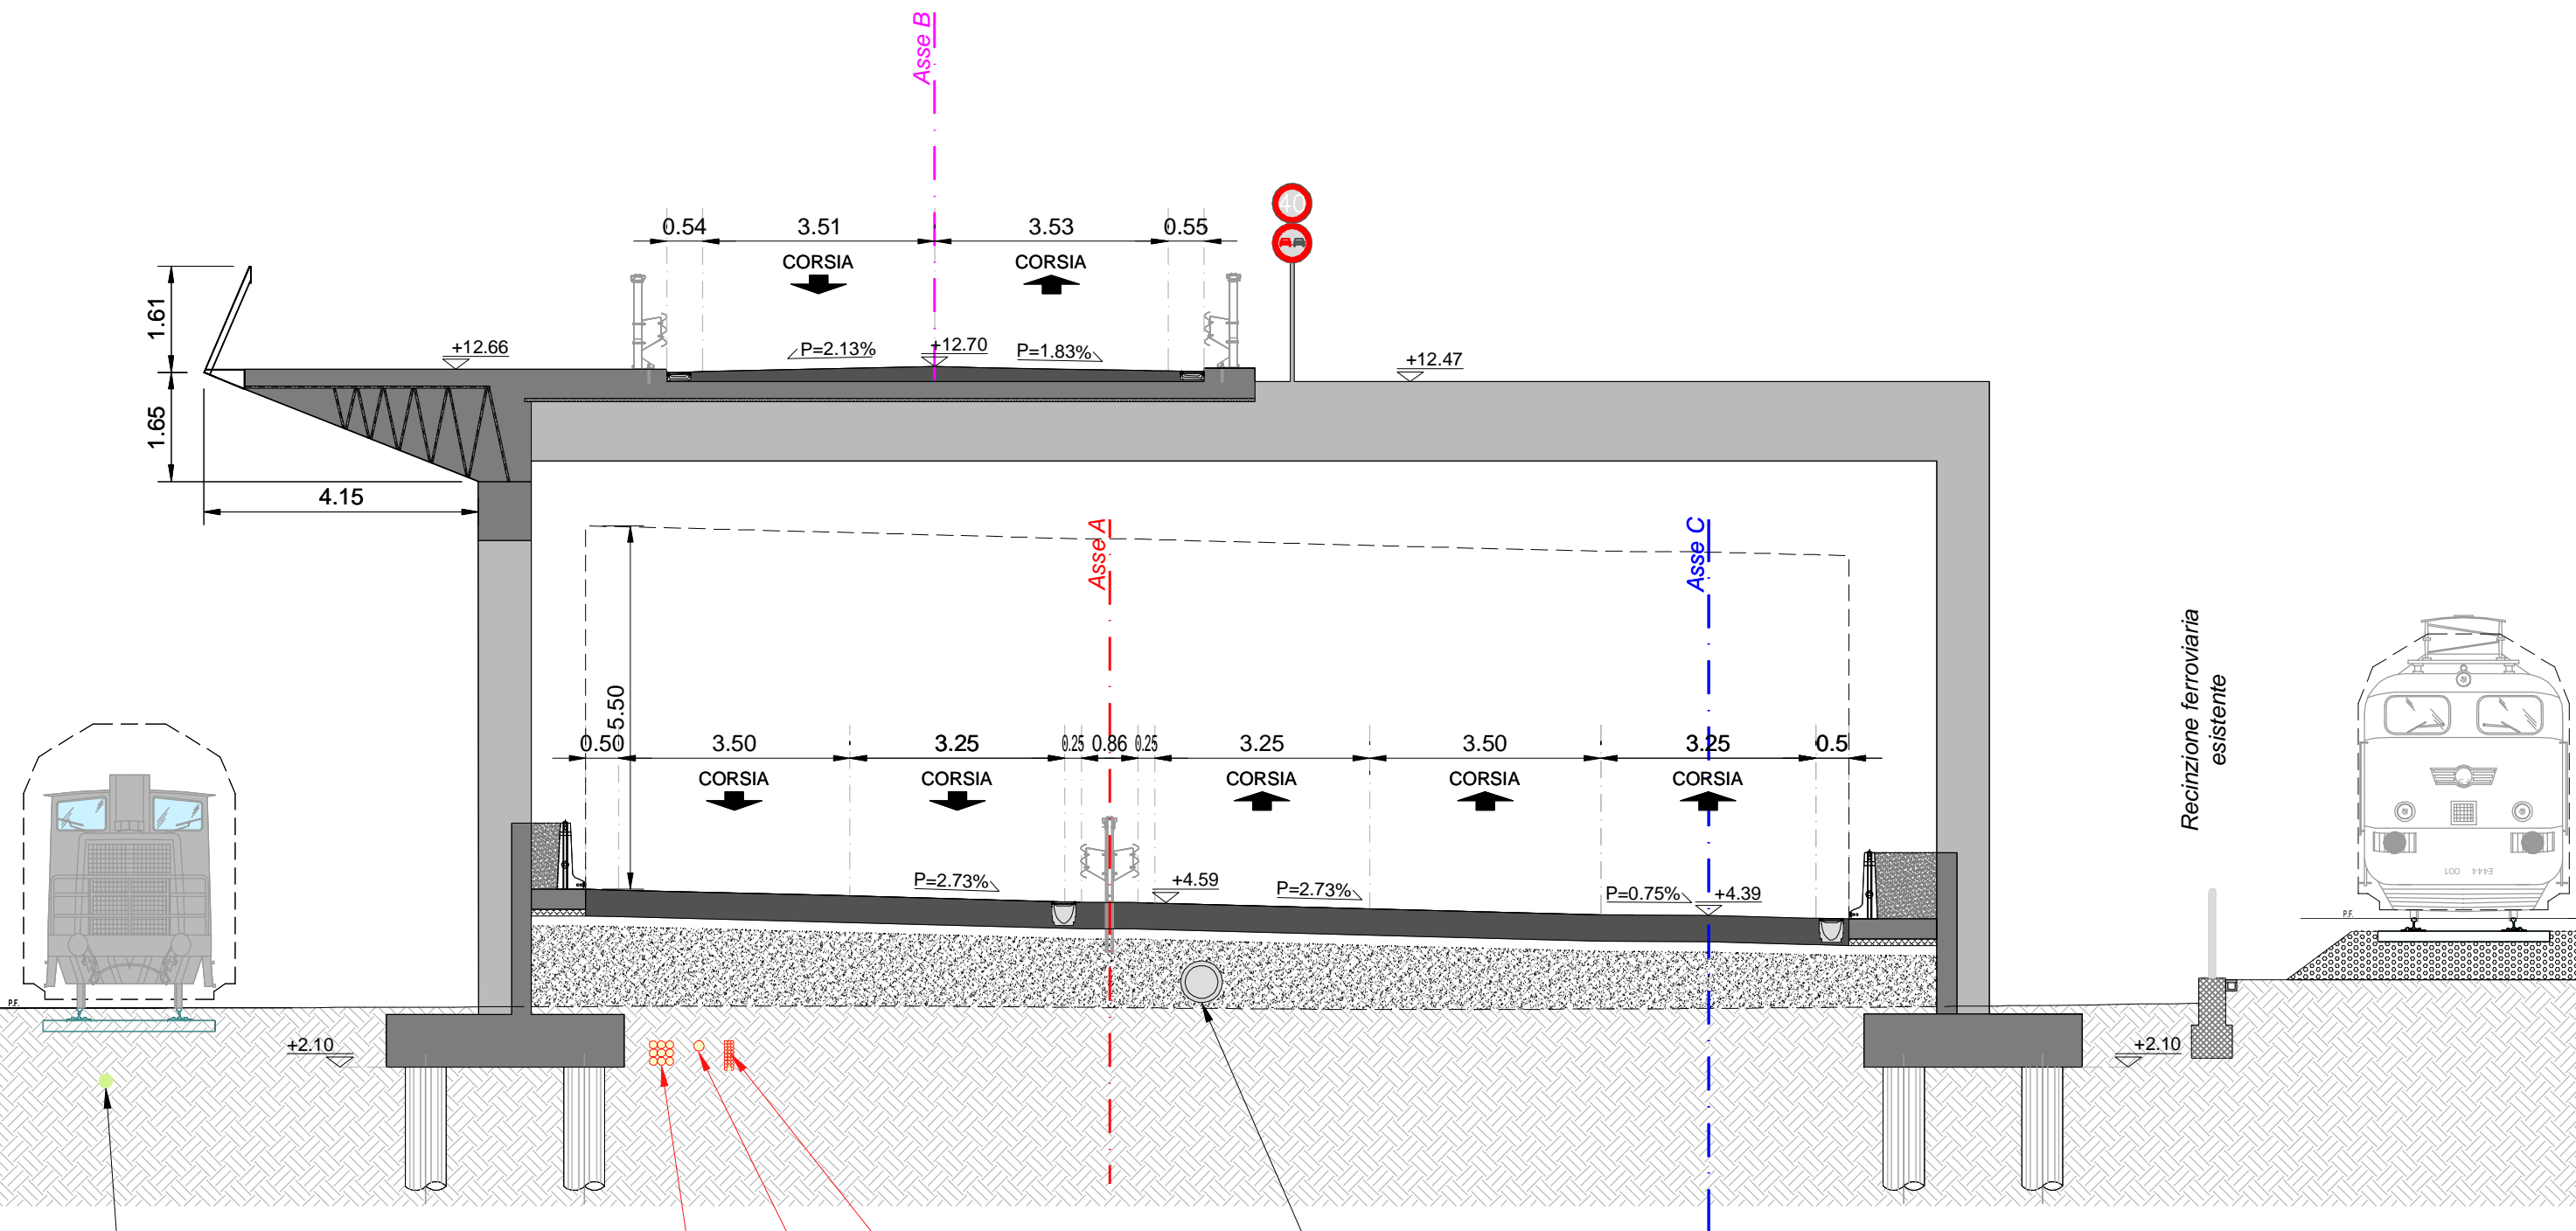 Asse B
40
0.54 3.51 3.53 0.55
CORSIA CORSIA
1.61
+12.66 P=2.13% +12.70 P=1.83% +12.47
1.65
4.15
Asse A Asse C
5.50
Recinzione ferroviaria
esistente
0.50 3.50 3.25 0.25 0.86 0.25 3.25 3.50 3.25 0.5
CORSIA CORSIA CORSIA CORSIA CORSIA
E444 001
P=2.73% +4.59 P=2.73% P=0.75% +4.39
P.F.
P.F.
+2.10 +2.10